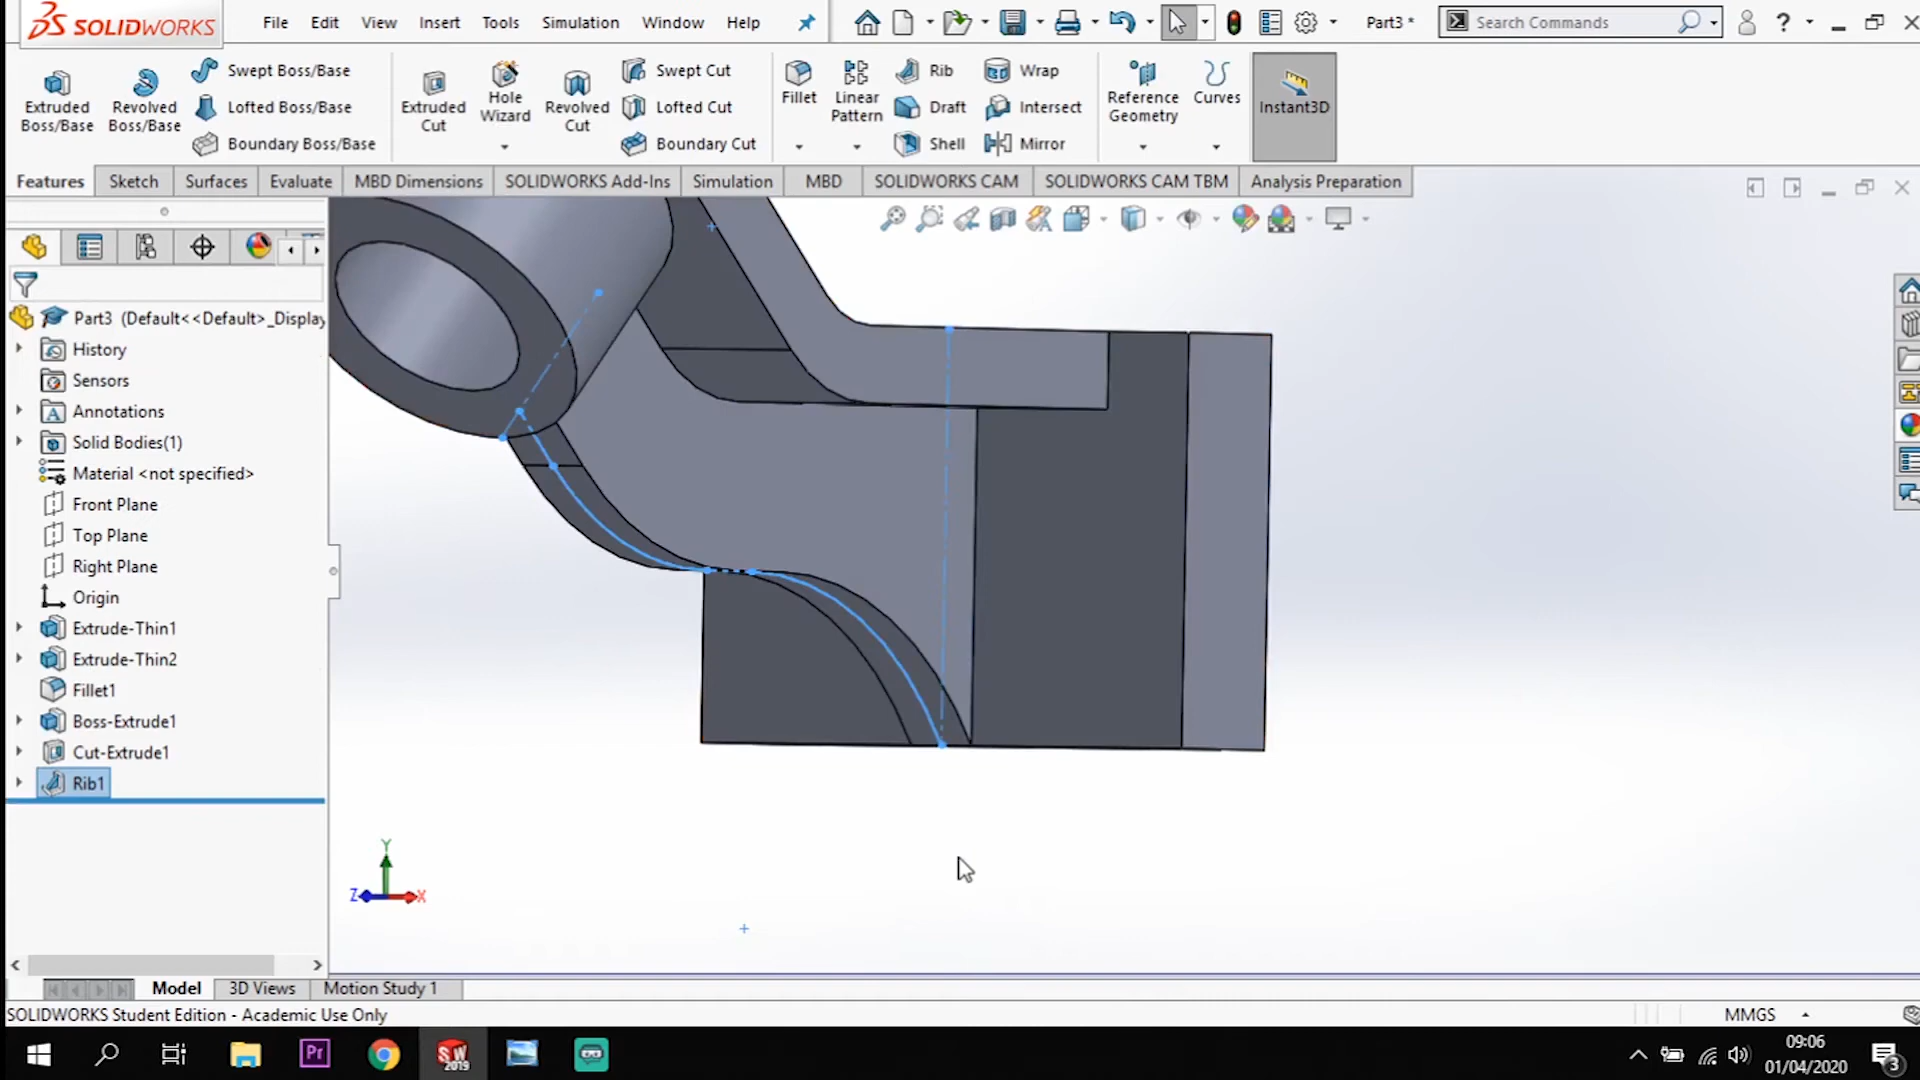 SOLIDWORKS File Edit View Insert Tools Simulation Window Help Part3 * Search Commands ?
Extruded Boss/Base
Revolved Boss/Base
Swept Boss/Base
Lofted Boss/Base
Boundary Boss/Base
Extruded Cut
Hole Wizard
Revolved Cut
Swept Cut
Lofted Cut
Boundary Cut
Fillet
Linear Pattern
Rib
Draft
Shell
Wrap
Intersect
Mirror
Reference Geometry
Curves
Instant3D
Features Sketch Surfaces Evaluate MBD Dimensions SOLIDWORKS Add-Ins Simulation MBD SOLIDWORKS CAM SOLIDWORKS CAM TBM Analysis Preparation
Part3 (Default<<Default>_Display
History
Sensors
Annotations
Solid Bodies(1)
Material <not specified>
Front Plane
Top Plane
Right Plane
Origin
Extrude-Thin1
Extrude-Thin2
Fillet1
Boss-Extrude1
Cut-Extrude1
Rib1
Y
Z X
Model 3D Views Motion Study 1
SOLIDWORKS Student Edition - Academic Use Only MMGS
Pr SW 2019
09:06
01/04/2020
3